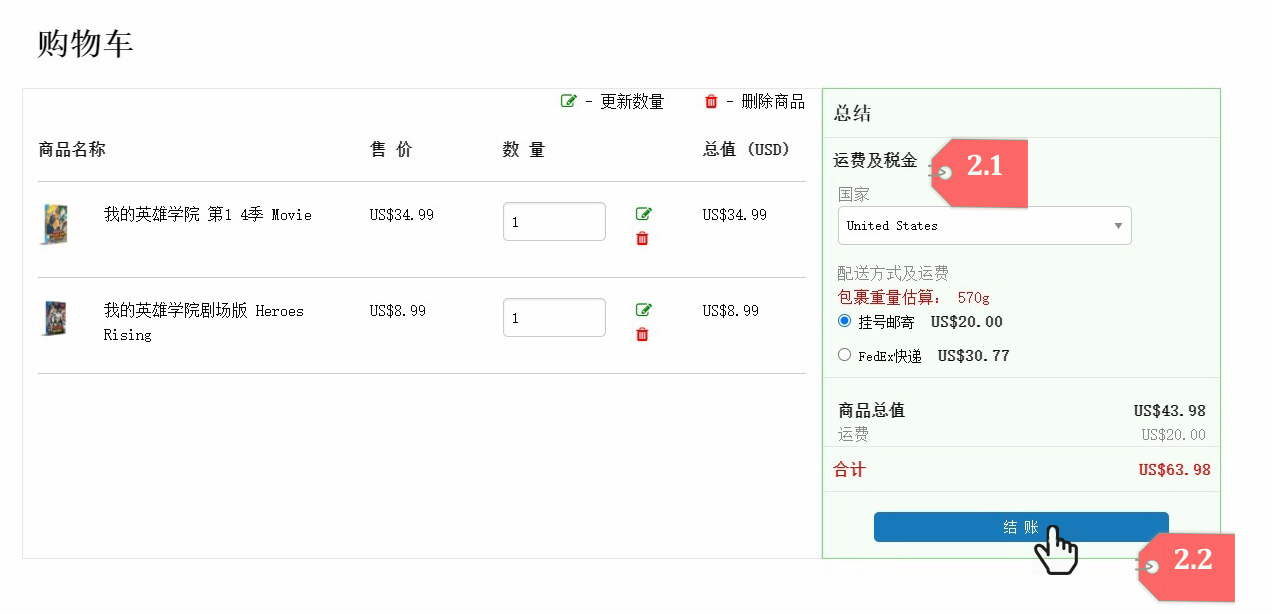 购物车
- 更新数量 - 删除商品
商品名称 售 价 数 量 总值 (USD)
我的英雄学院 第1 4季 Movie US$34.99 1 US$34.99
我的英雄学院剧场版 Heroes US$8.99 1 US$8.99
Rising
总结
运费及税金 2.1
国家
United States
配送方式及运费
包裹重量估算: 570g
挂号邮寄 US$20.00
FedEx快递 US$30.77
商品总值 US$43.98
运费 US$20.00
合计 US$63.98
结 账
2.2